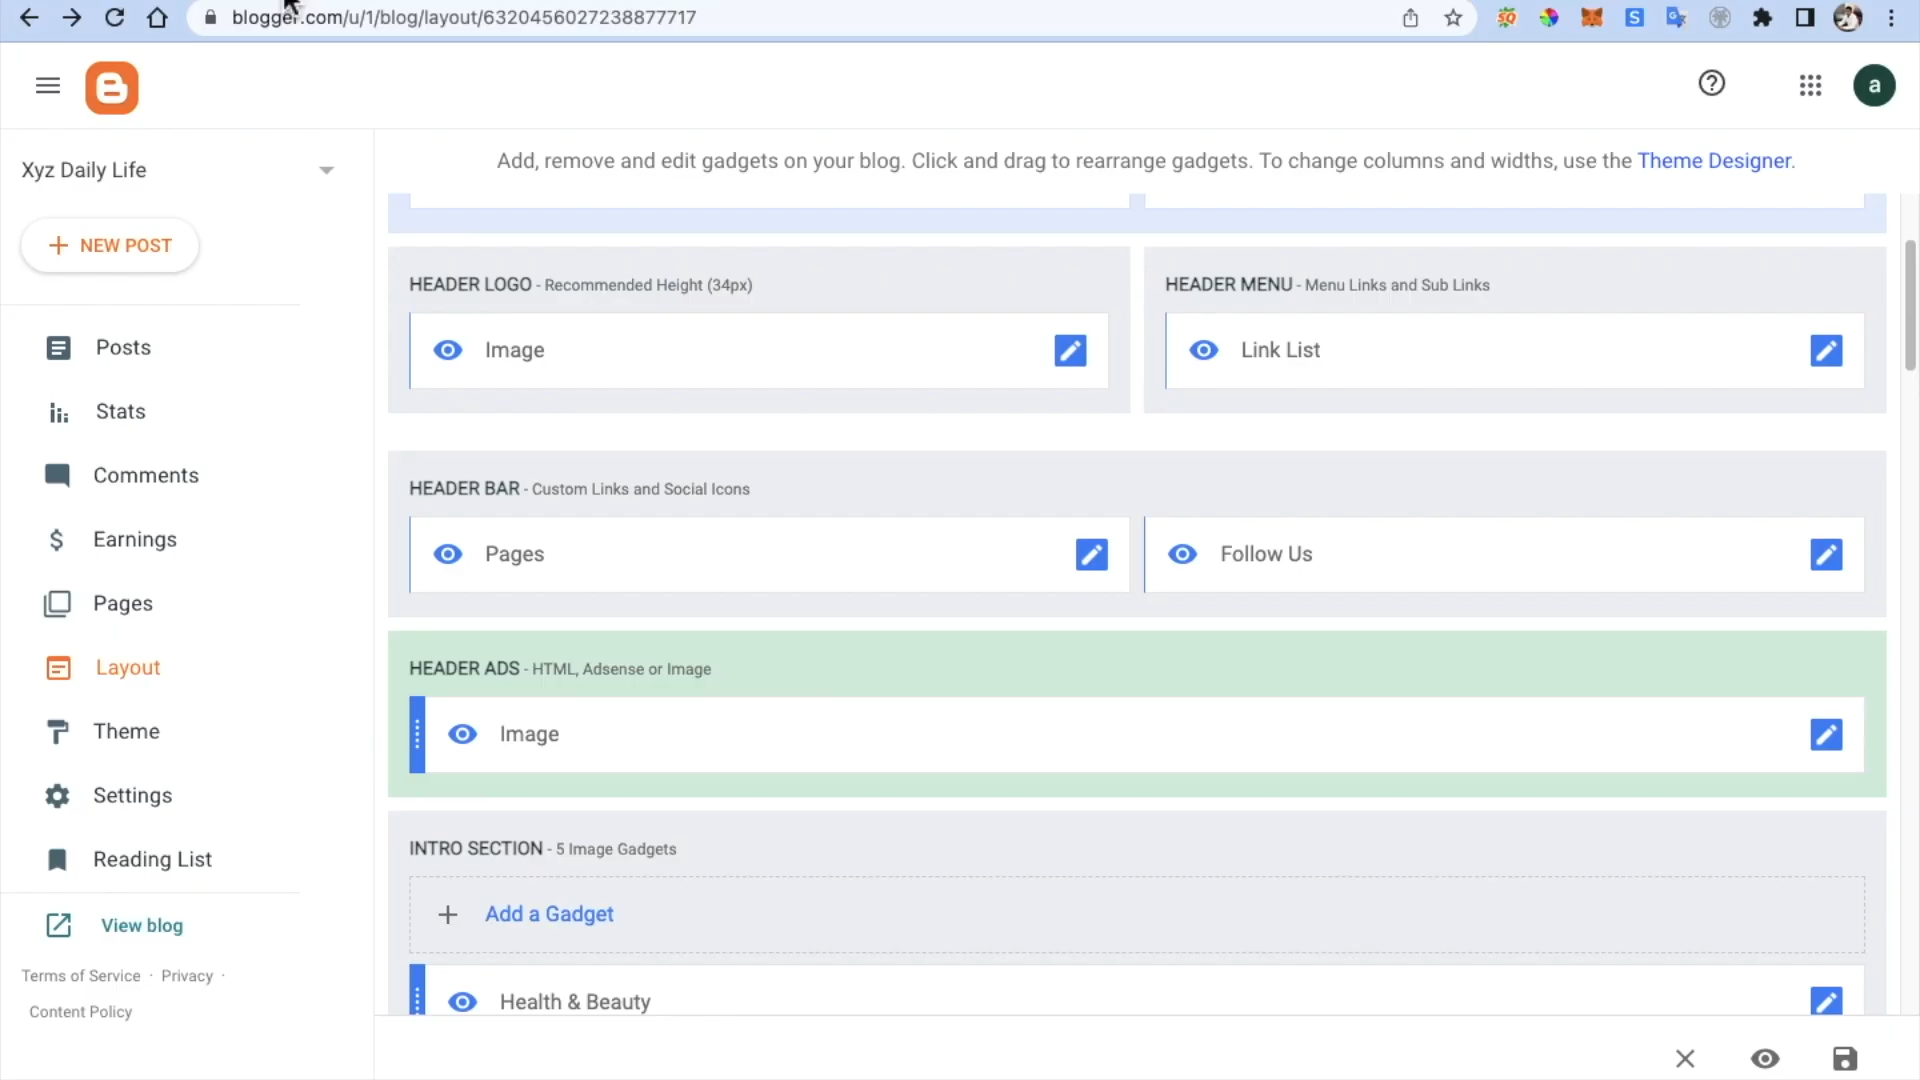 blogger.com/u/1/blog/layout/6320456027238877717
a
Xyz Daily Life
NEW POST
Posts
Stats
Comments
Earnings
Pages
Layout
Theme
Settings
Reading List
View blog
Terms of Service · Privacy ·
Content Policy
Add, remove and edit gadgets on your blog. Click and drag to rearrange gadgets. To change columns and widths, use the Theme Designer.
HEADER LOGO - Recommended Height (34px)
Image
HEADER MENU - Menu Links and Sub Links
Link List
HEADER BAR - Custom Links and Social Icons
Pages
Follow Us
HEADER ADS - HTML, Adsense or Image
Image
INTRO SECTION - 5 Image Gadgets
Add a Gadget
Health & Beauty